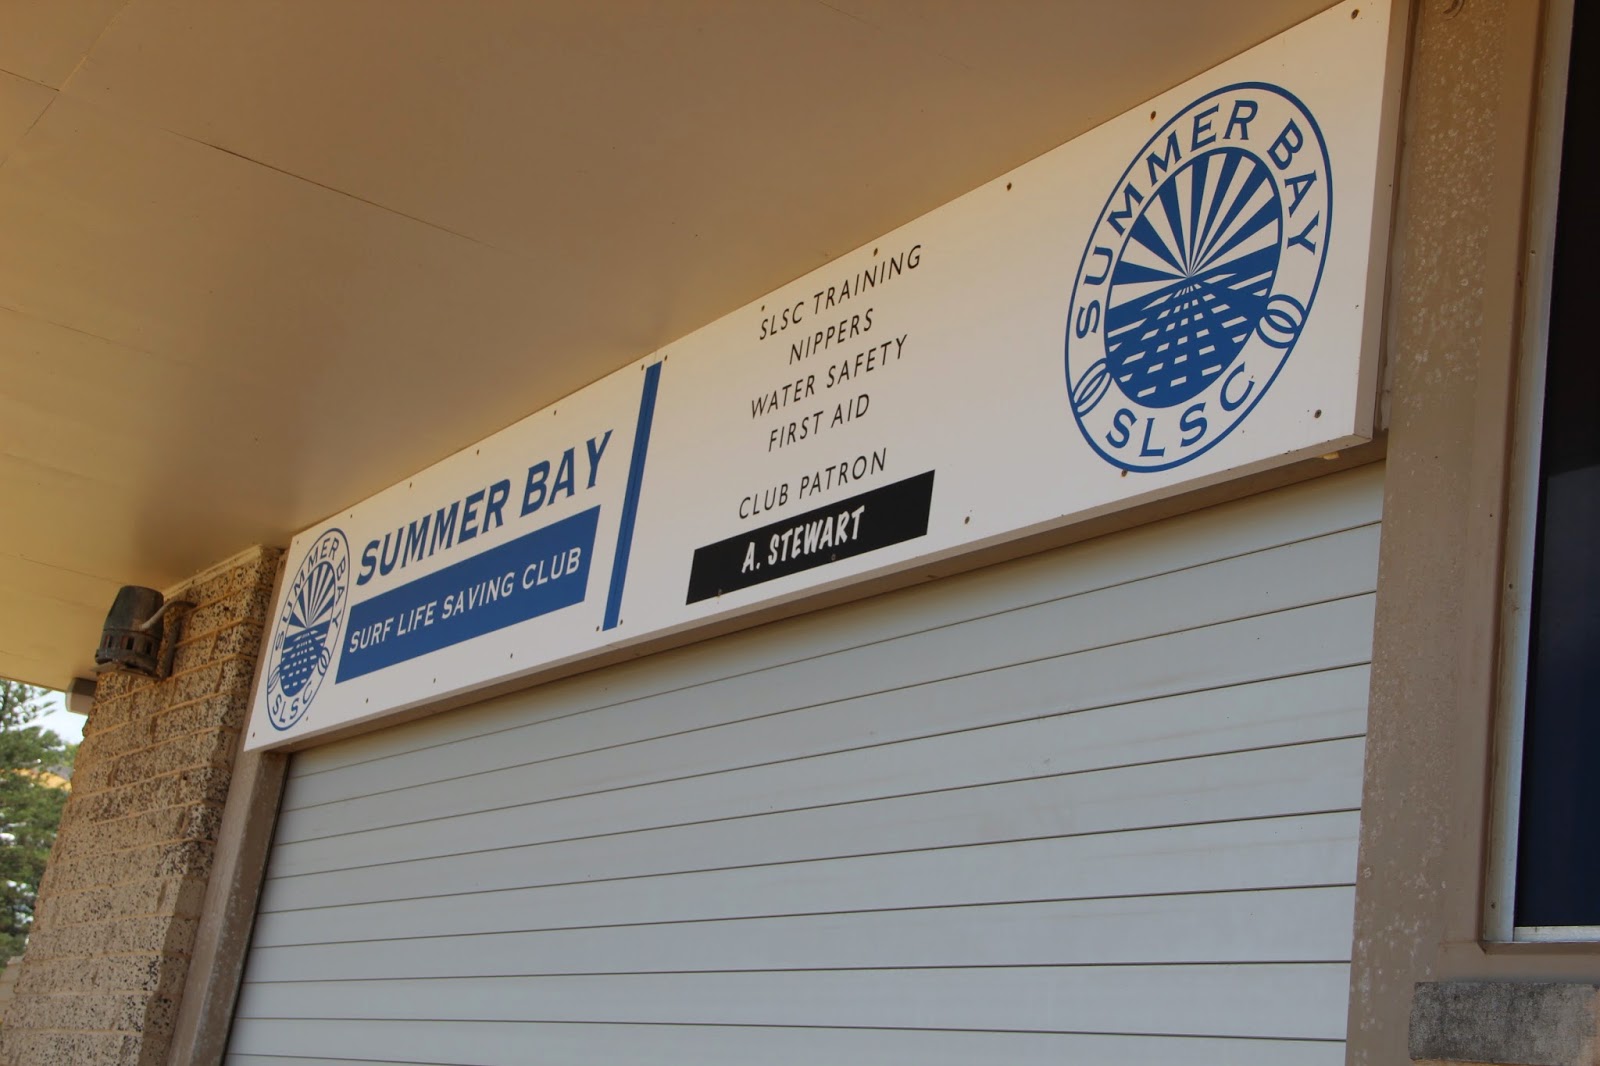 SUMMER BAY
SLSC
SUMMER BAY
SURF LIFE SAVING CLUB
SLSC TRAINING
NIPPERS
WATER SAFETY
FIRST AID
CLUB PATRON
A. STEWART
SUMMER BAY
SLSC